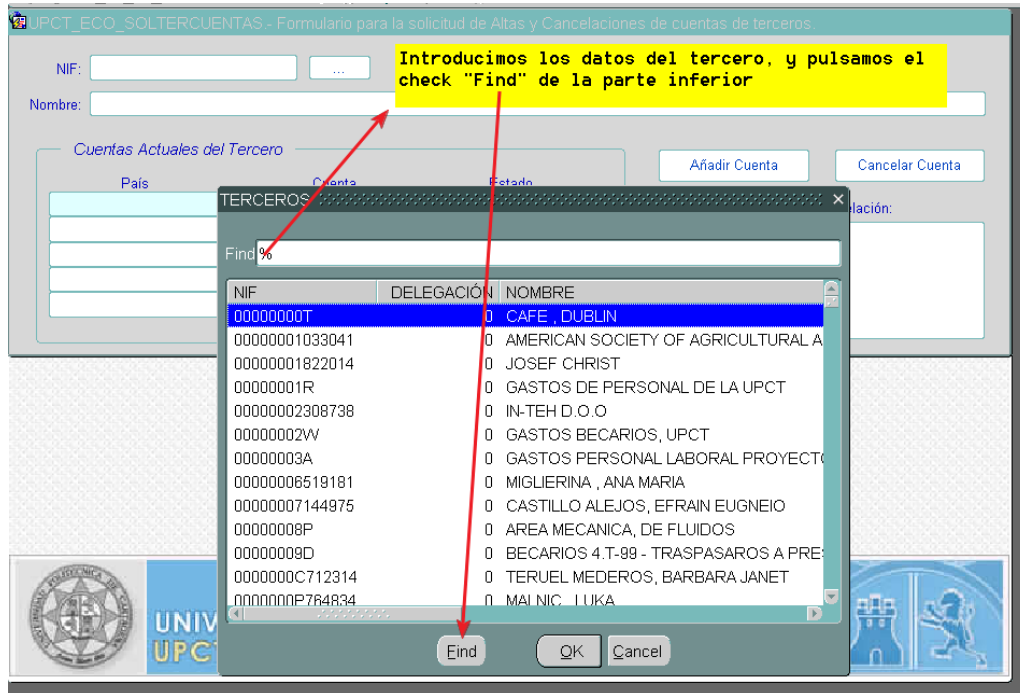 UPCT_ECO_SOLTERCUENTAS - Formulario para la solicitud de Altas y Cancelaciones de cuentas de terceros.
NIF:
...
Introducimos los datos del tercero, y pulsamos el
check "Find" de la parte inferior
Nombre:
Cuentas Actuales del Tercero
Añadir Cuenta
Cancelar Cuenta
País
Cuenta
Estado
TERCEROS
elación:
Find %
NIF DELEGACIÓN NOMBRE
00000000T 0 CAFE , DUBLIN
00000001033041 0 AMERICAN SOCIETY OF AGRICULTURAL A
00000001822014 0 JOSEF CHRIST
00000001R 0 GASTOS DE PERSONAL DE LA UPCT
00000002308738 0 IN-TEH D.O.O
00000002W 0 GASTOS BECARIOS, UPCT
00000003A 0 GASTOS PERSONAL LABORAL PROYECTO
00000006519181 0 MIGLIERINA , ANA MARIA
00000007144975 0 CASTILLO ALEJOS, EFRAIN EUGNEIO
00000008P 0 AREA MECANICA, DE FLUIDOS
00000009D 0 BECARIOS 4.T-99 - TRASPASAROS A PRE
0000000C712314 0 TERUEL MEDEROS, BARBARA JANET
0000000P764834 0 MALNIC , LUKA
UNIV
UPC
Find
OK
Cancel